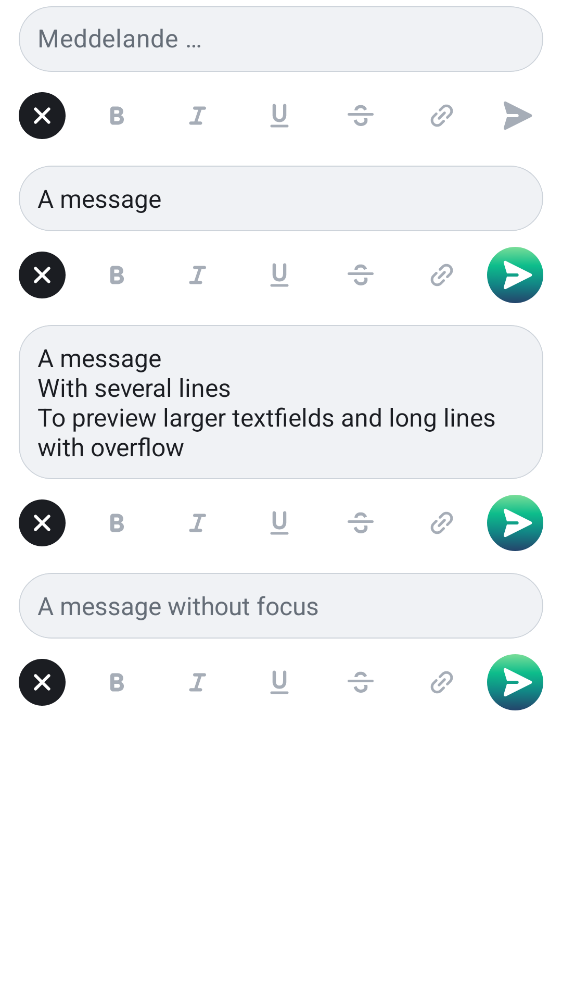 Meddelande …
A message
A message
With several lines
To preview larger textfields and long lines
with overflow
A message without focus